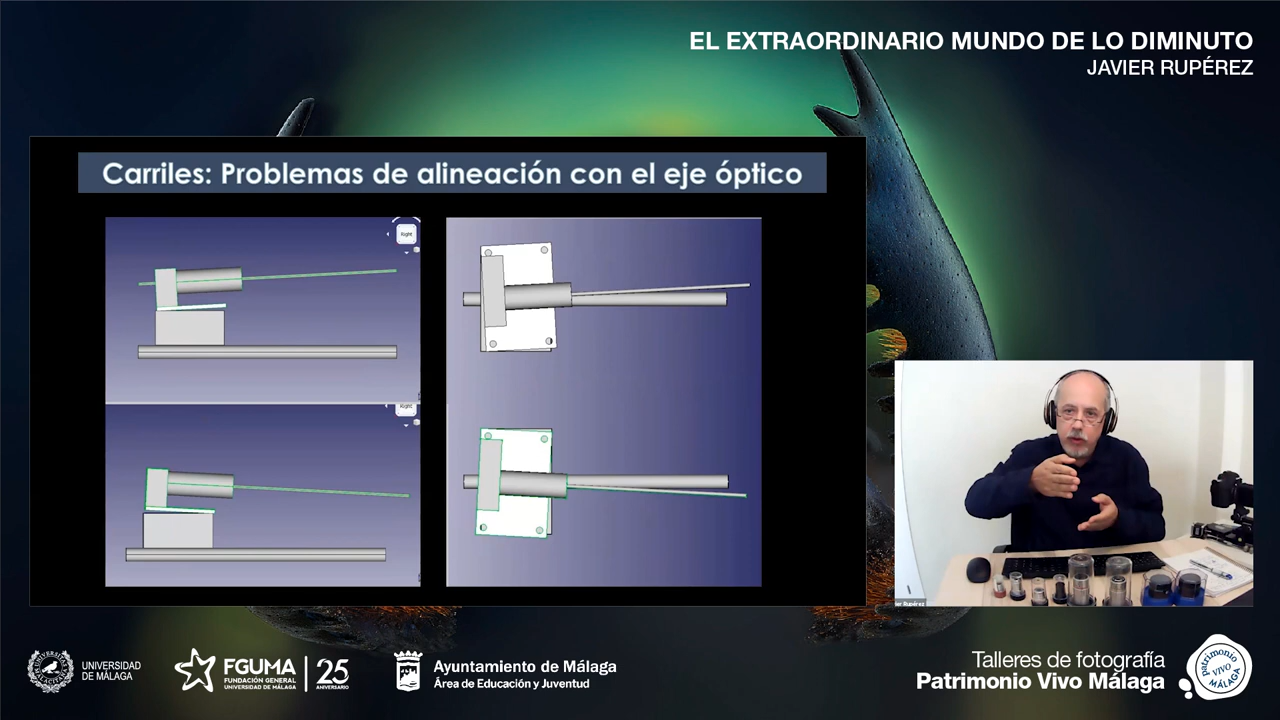 EL EXTRAORDINARIO MUNDO DE LO DIMINUTO
JAVIER RUPÉREZ
Carriles: Problemas de alineación con el eje óptico
Right
Right
ier Rupérez
UNIVERSIDAD
DE MÁLAGA
FGUMA
FUNDACIÓN GENERAL
UNIVERSIDAD DE MÁLAGA
25
ANIVERSARIO
Ayuntamiento de Málaga
Área de Educación y Juventud
Talleres de fotografía
Patrimonio Vivo Málaga
patrimonio
VIVO
MÁLAGA